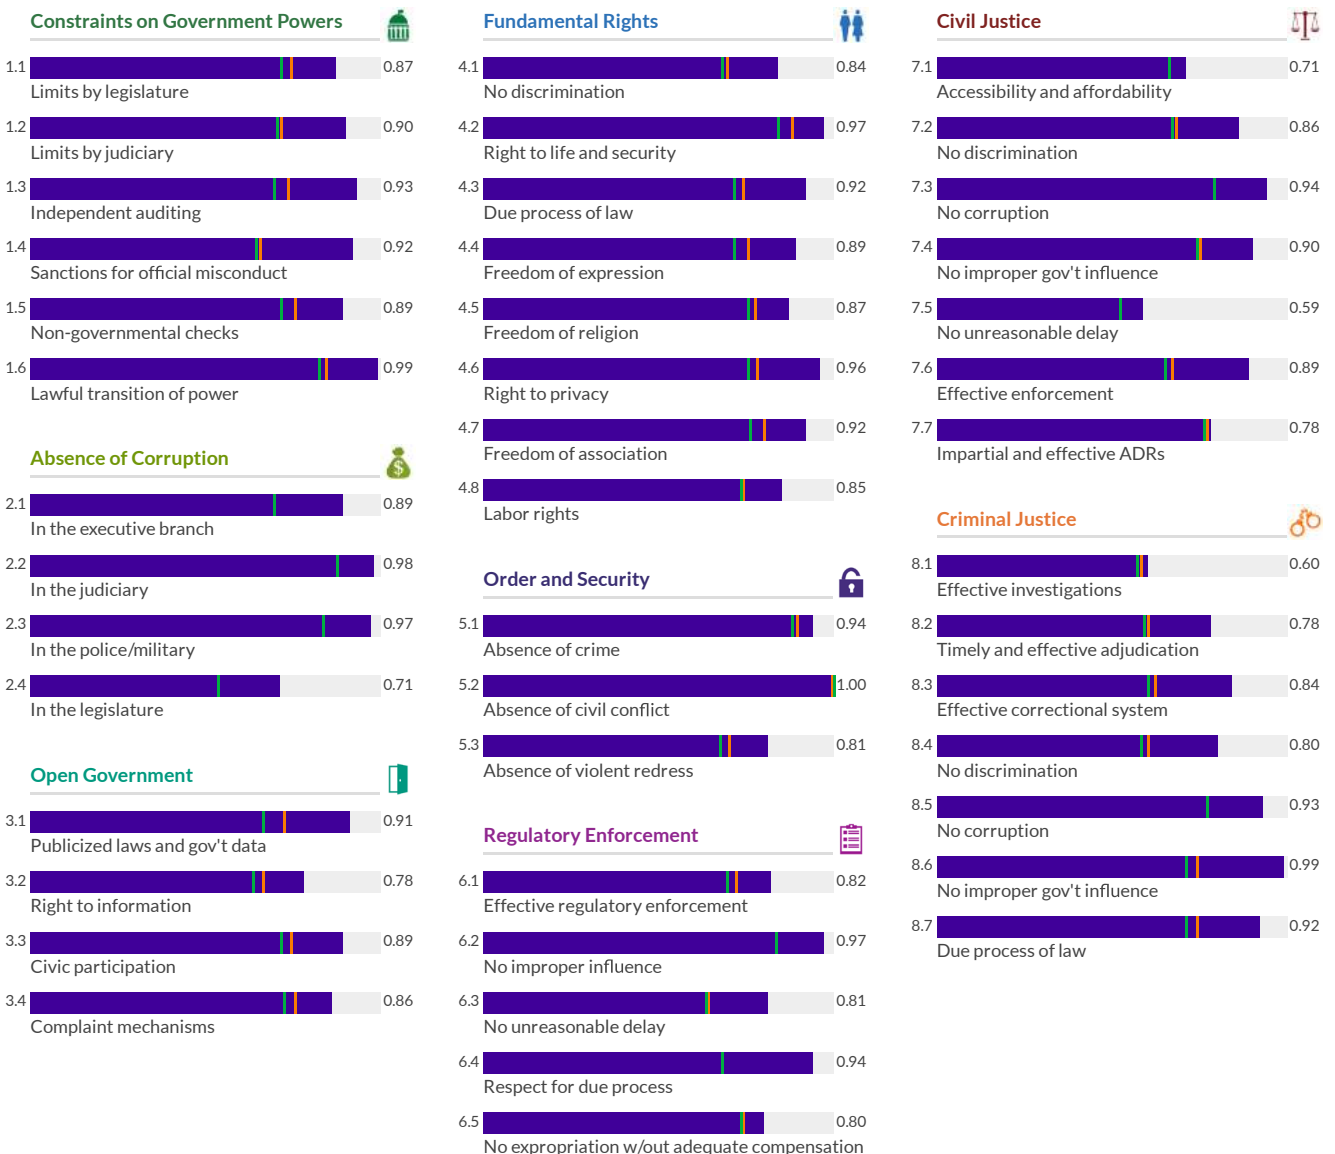 Constraints on Government Powers
1.1 0.87
Limits by legislature
1.2 0.90
Limits by judiciary
1.3 0.93
Independent auditing
1.4 0.92
Sanctions for official misconduct
1.5 0.89
Non-governmental checks
1.6 0.99
Lawful transition of power
Absence of Corruption
$
2.1 0.89
In the executive branch
2.2 0.98
In the judiciary
2.3 0.97
In the police/military
2.4 0.71
In the legislature
Open Government
3.1 0.91
Publicized laws and gov't data
3.2 0.78
Right to information
3.3 0.89
Civic participation
3.4 0.86
Complaint mechanisms
Fundamental Rights
4.1 0.84
No discrimination
4.2 0.97
Right to life and security
4.3 0.92
Due process of law
4.4 0.89
Freedom of expression
4.5 0.87
Freedom of religion
4.6 0.96
Right to privacy
4.7 0.92
Freedom of association
4.8 0.85
Labor rights
Order and Security
5.1 0.94
Absence of crime
5.2 1.00
Absence of civil conflict
5.3 0.81
Absence of violent redress
Regulatory Enforcement
6.1 0.82
Effective regulatory enforcement
6.2 0.97
No improper influence
6.3 0.81
No unreasonable delay
6.4 0.94
Respect for due process
6.5 0.80
No expropriation w/out adequate compensation
Civil Justice
7.1 0.71
Accessibility and affordability
7.2 0.86
No discrimination
7.3 0.94
No corruption
7.4 0.90
No improper gov't influence
7.5 0.59
No unreasonable delay
7.6 0.89
Effective enforcement
7.7 0.78
Impartial and effective ADRs
Criminal Justice
8.1 0.60
Effective investigations
8.2 0.78
Timely and effective adjudication
8.3 0.84
Effective correctional system
8.4 0.80
No discrimination
8.5 0.93
No corruption
8.6 0.99
No improper gov't influence
8.7 0.92
Due process of law